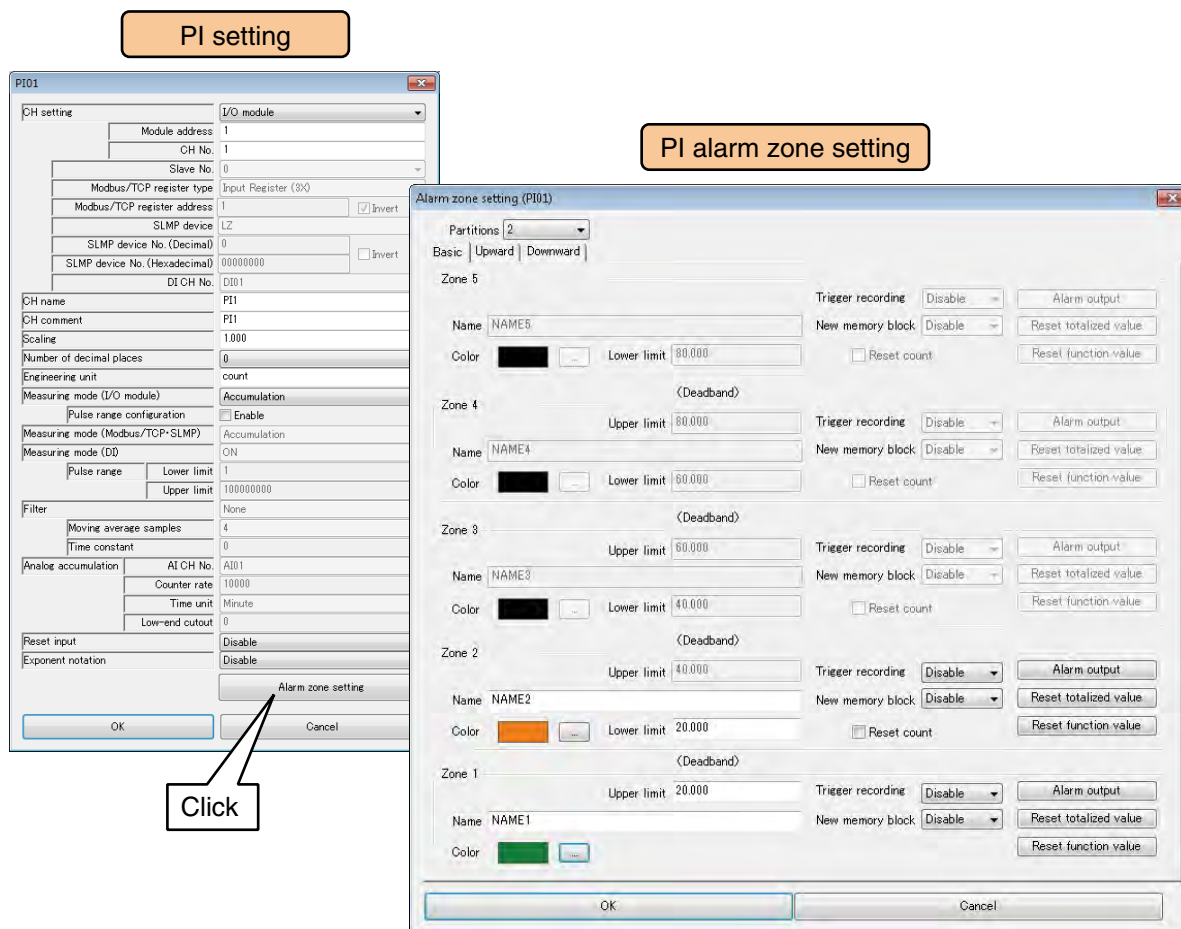 PI setting
PI01
CH setting I/O module
Module address 1
CH No. 1
Slave No. 0
Modbus/TCP register type Input Register (3X)
Modbus/TCP register address 1 Invert
SLMP device LZ
SLMP device No. (Decimal) 0
Invert
SLMP device No. (Hexadecimal) 00000000
DI CH No. DI01
CH name PI1
CH comment PI1
Scaling 1.000
Number of decimal places 0
Engineering unit count
Measuring mode (I/O module) Accumulation
Pulse range configuration Enable
Measuring mode (Modbus/TCP･SLMP) Accumulation
Measuring mode (DI) ON
Pulse range Lower limit 1
Upper limit 100000000
Filter None
Moving average samples 4
Time constant 0
Analog accumulation AI CH No. AI01
Counter rate 10000
Time unit Minute
Low-end cutout 0
Reset input Disable
Exponent notation Disable
Alarm zone setting
OK Cancel
Click
PI alarm zone setting
Alarm zone setting (PI01)
Partitions 2
Basic Upward Downward
Zone 5
Trigger recording Disable Alarm output
Name NAME5 New memory block Disable Reset totalized value
Color ... Lower limit 80.000 Reset count Reset function value
〈Deadband〉
Zone 4
Upper limit 80.000 Trigger recording Disable Alarm output
Name NAME4 New memory block Disable Reset totalized value
Color ... Lower limit 60.000 Reset count Reset function value
〈Deadband〉
Zone 3
Upper limit 60.000 Trigger recording Disable Alarm output
Name NAME3 New memory block Disable Reset totalized value
Color ... Lower limit 40.000 Reset count Reset function value
〈Deadband〉
Zone 2
Upper limit 40.000 Trigger recording Disable Alarm output
Name NAME2 New memory block Disable Reset totalized value
Color ... Lower limit 20.000 Reset count Reset function value
〈Deadband〉
Zone 1
Upper limit 20.000 Trigger recording Disable Alarm output
Name NAME1 New memory block Disable Reset totalized value
Color ... Reset function value
OK Cancel